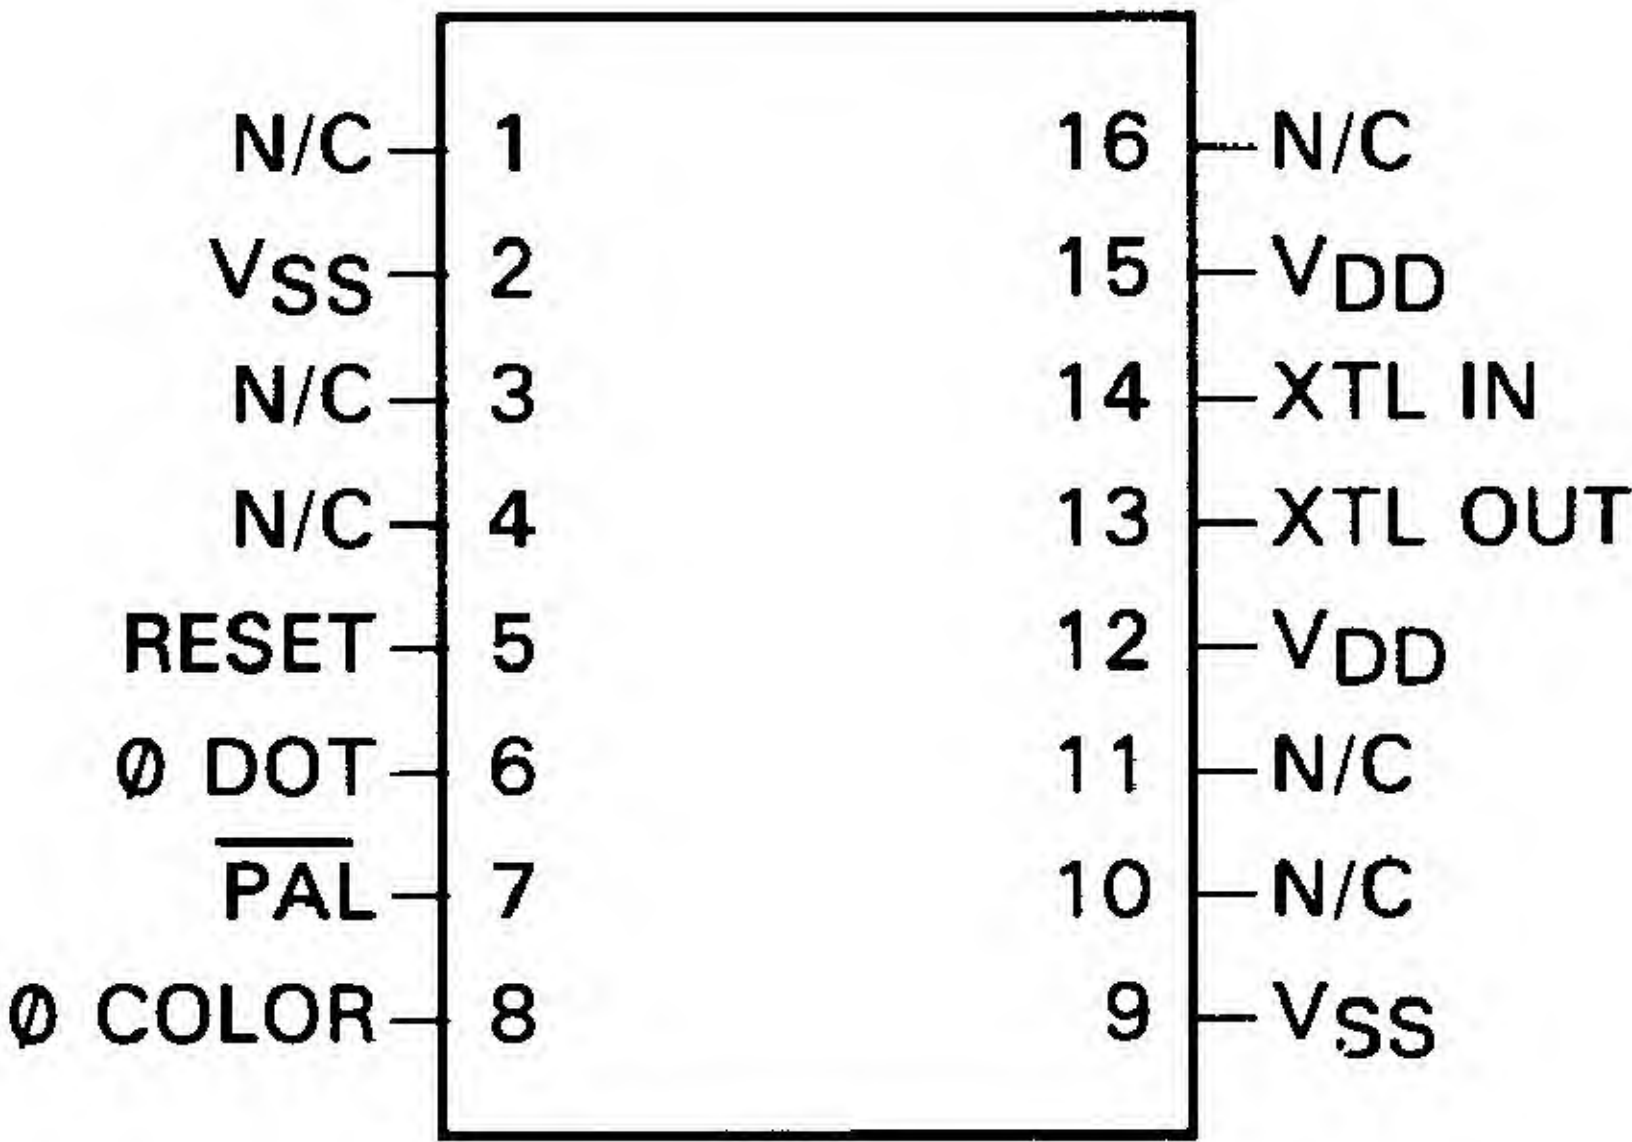 N/C 1 16 N/C
VSS 2 15 VDD
N/C 3 14 XTL IN
N/C 4 13 XTL OUT
RESET 5 12 VDD
Ø DOT 6 11 N/C
PAL 7 10 N/C
Ø COLOR 8 9 VSS